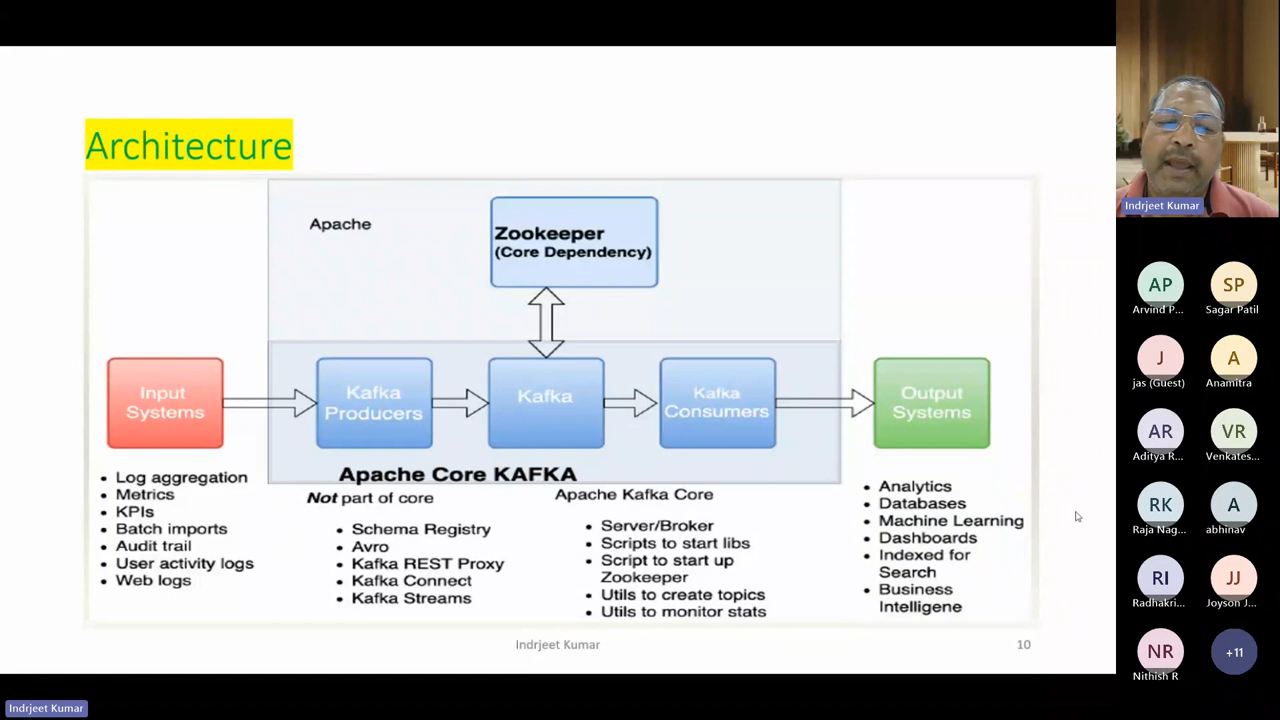 Architecture
Apache
Zookeeper
(Core Dependency)
Input
Systems
Kafka
Producers
Kafka
Kafka
Consumers
Output
Systems
Apache Core KAFKA
• Log aggregation
• Metrics
• KPIs
• Batch imports
• Audit trail
• User activity logs
• Web logs
Not part of core
• Schema Registry
• Avro
• Kafka REST Proxy
• Kafka Connect
• Kafka Streams
Apache Kafka Core
• Server/Broker
• Scripts to start libs
• Script to start up
Zookeeper
• Utils to create topics
• Utils to monitor stats
• Analytics
• Databases
• Machine Learning
• Dashboards
• Indexed for
Search
• Business
Intelligene
Indrjeet Kumar
10
Indrjeet Kumar
AP
Arvind P...
SP
Sagar Patil
J
jas (Guest)
A
Anamitra
AR
Aditya R...
VR
Venkates...
RK
Raja Nag...
A
abhinav
RI
Radhakri...
JJ
Joyson J...
NR
Nithish R
+11
Indrjeet Kumar